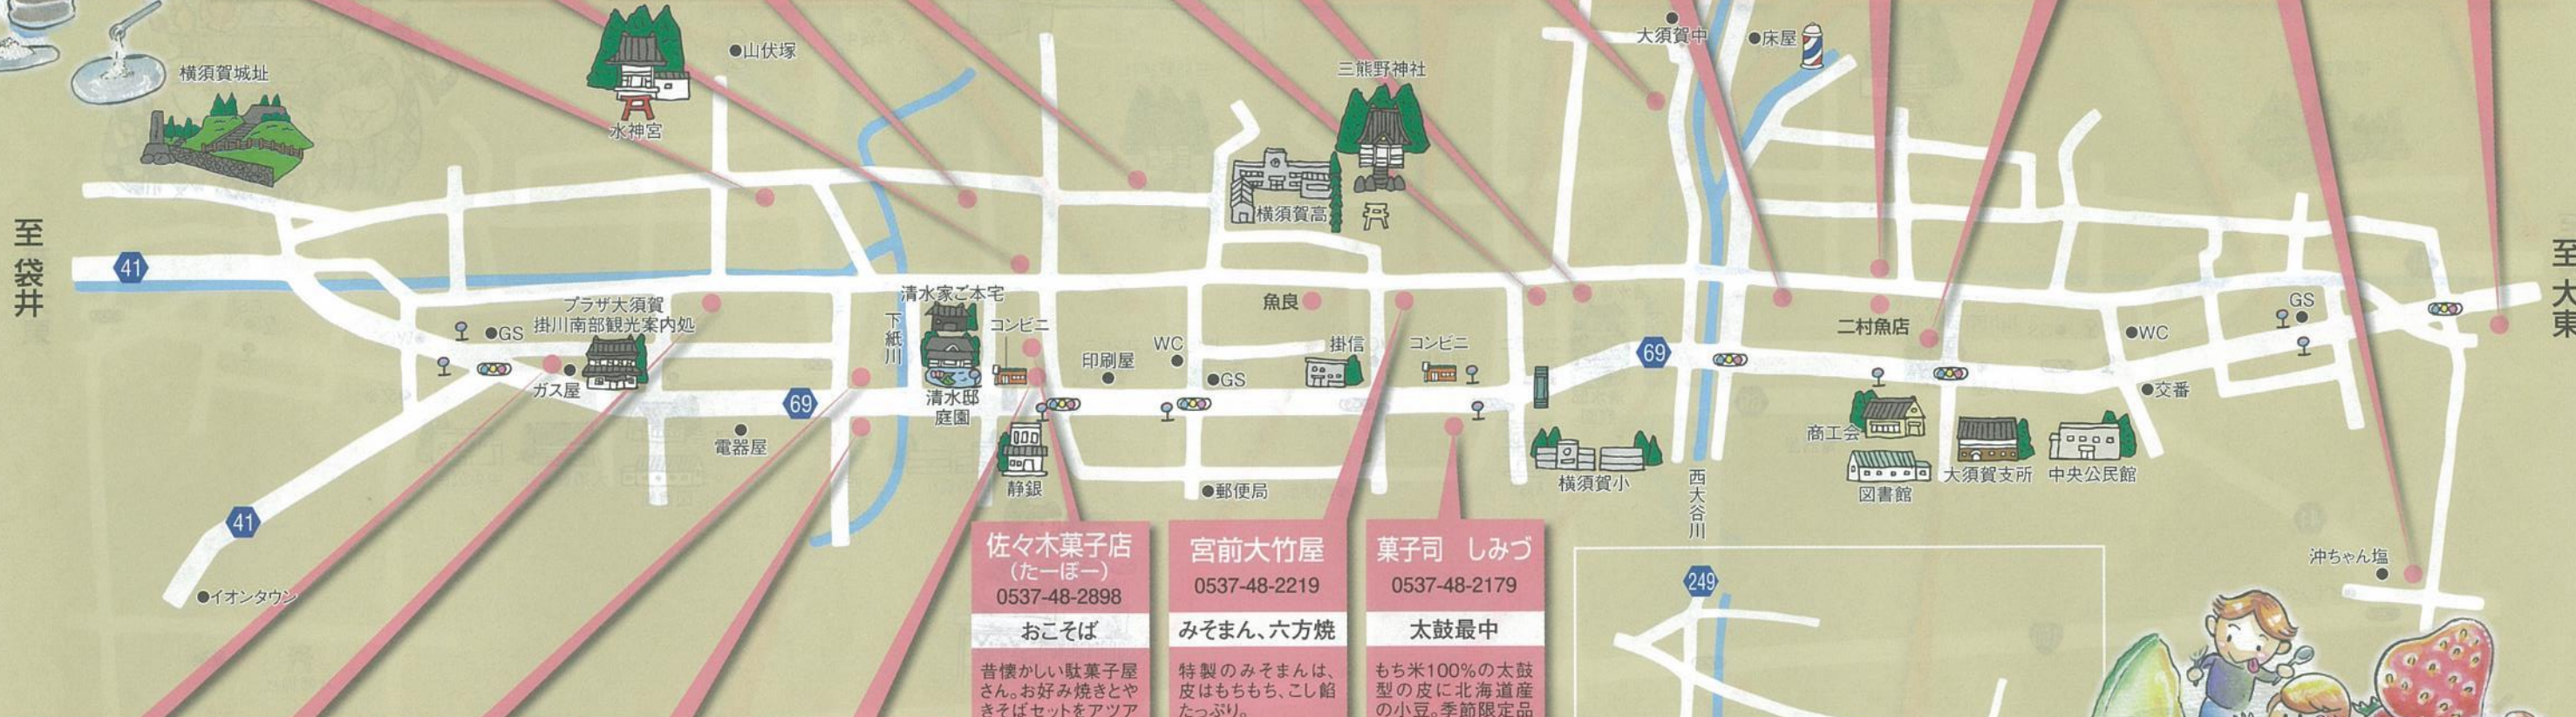 横須賀城址
水神宮
●山伏塚
三熊野神社
大須賀中
●床屋
横須賀高
至袋井
41
プラザ大須賀
掛川南部観光案内処
●GS
ガス屋
下紙川
清水家ご本宅
清水邸
庭園
コンビニ
印刷屋
WC
●GS
魚良
掛信
コンビニ
69
69
二村魚店
●WC
GS
●交番
至大東
電器屋
静銀
●郵便局
横須賀小
西大谷川
商工会
図書館
大須賀支所
中央公民館
41
●イオンタウン
沖ちゃん塩
249
佐々木菓子店
(たーぼー)
0537-48-2898
おこそば
昔懐かしい駄菓子屋
さん。お好み焼きとや
きそばセットをアツア
宮前大竹屋
0537-48-2219
みそまん、六方焼
特製のみそまんは、
皮はもちもち、こし餡
たっぷり。
菓子司　しみづ
0537-48-2179
太鼓最中
もち米100%の太鼓
型の皮に北海道産
の小豆。季節限定品